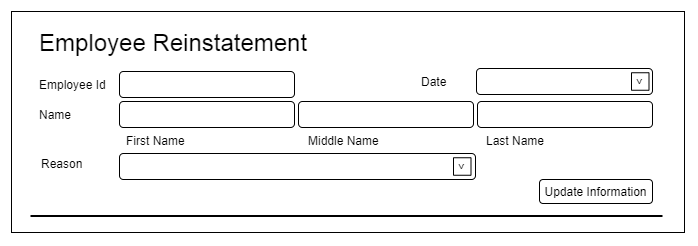 Employee Reinstatement
Employee Id
Date
v
Name
First Name
Middle Name
Last Name
Reason
v
Update Information